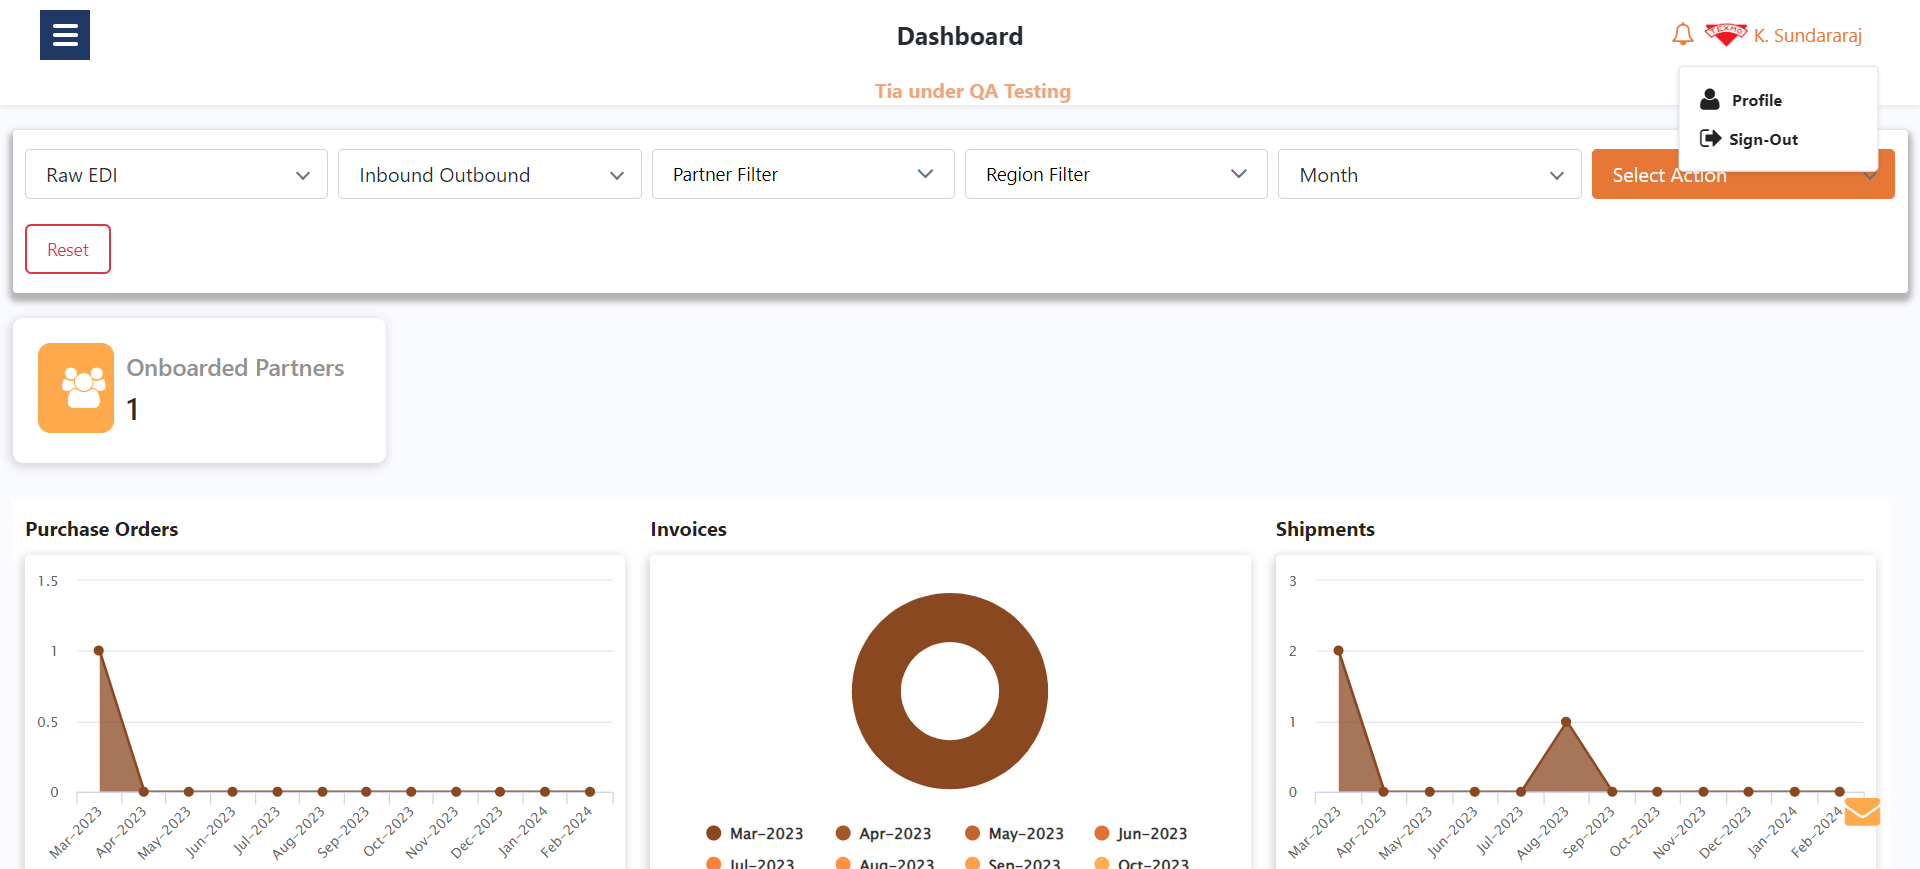 Dashboard
TEXMO
K. Sundararaj
Tia under QA Testing
Profile
Sign-Out
Raw EDI
Inbound Outbound
Partner Filter
Region Filter
Month
Select Action
Reset
Onboarded Partners
1
Purchase Orders
1.5
1
0.5
0
Mar-2023
Apr-2023
May-2023
Jun-2023
Jul-2023
Aug-2023
Sep-2023
Oct-2023
Nov-2023
Dec-2023
Jan-2024
Feb-2024
Invoices
Mar-2023
Apr-2023
May-2023
Jun-2023
Jul-2023
Aug-2023
Sep-2023
Oct-2023
Shipments
3
2
1
0
Mar-2023
Apr-2023
May-2023
Jun-2023
Jul-2023
Aug-2023
Sep-2023
Oct-2023
Nov-2023
Dec-2023
Jan-2024
Feb-2024